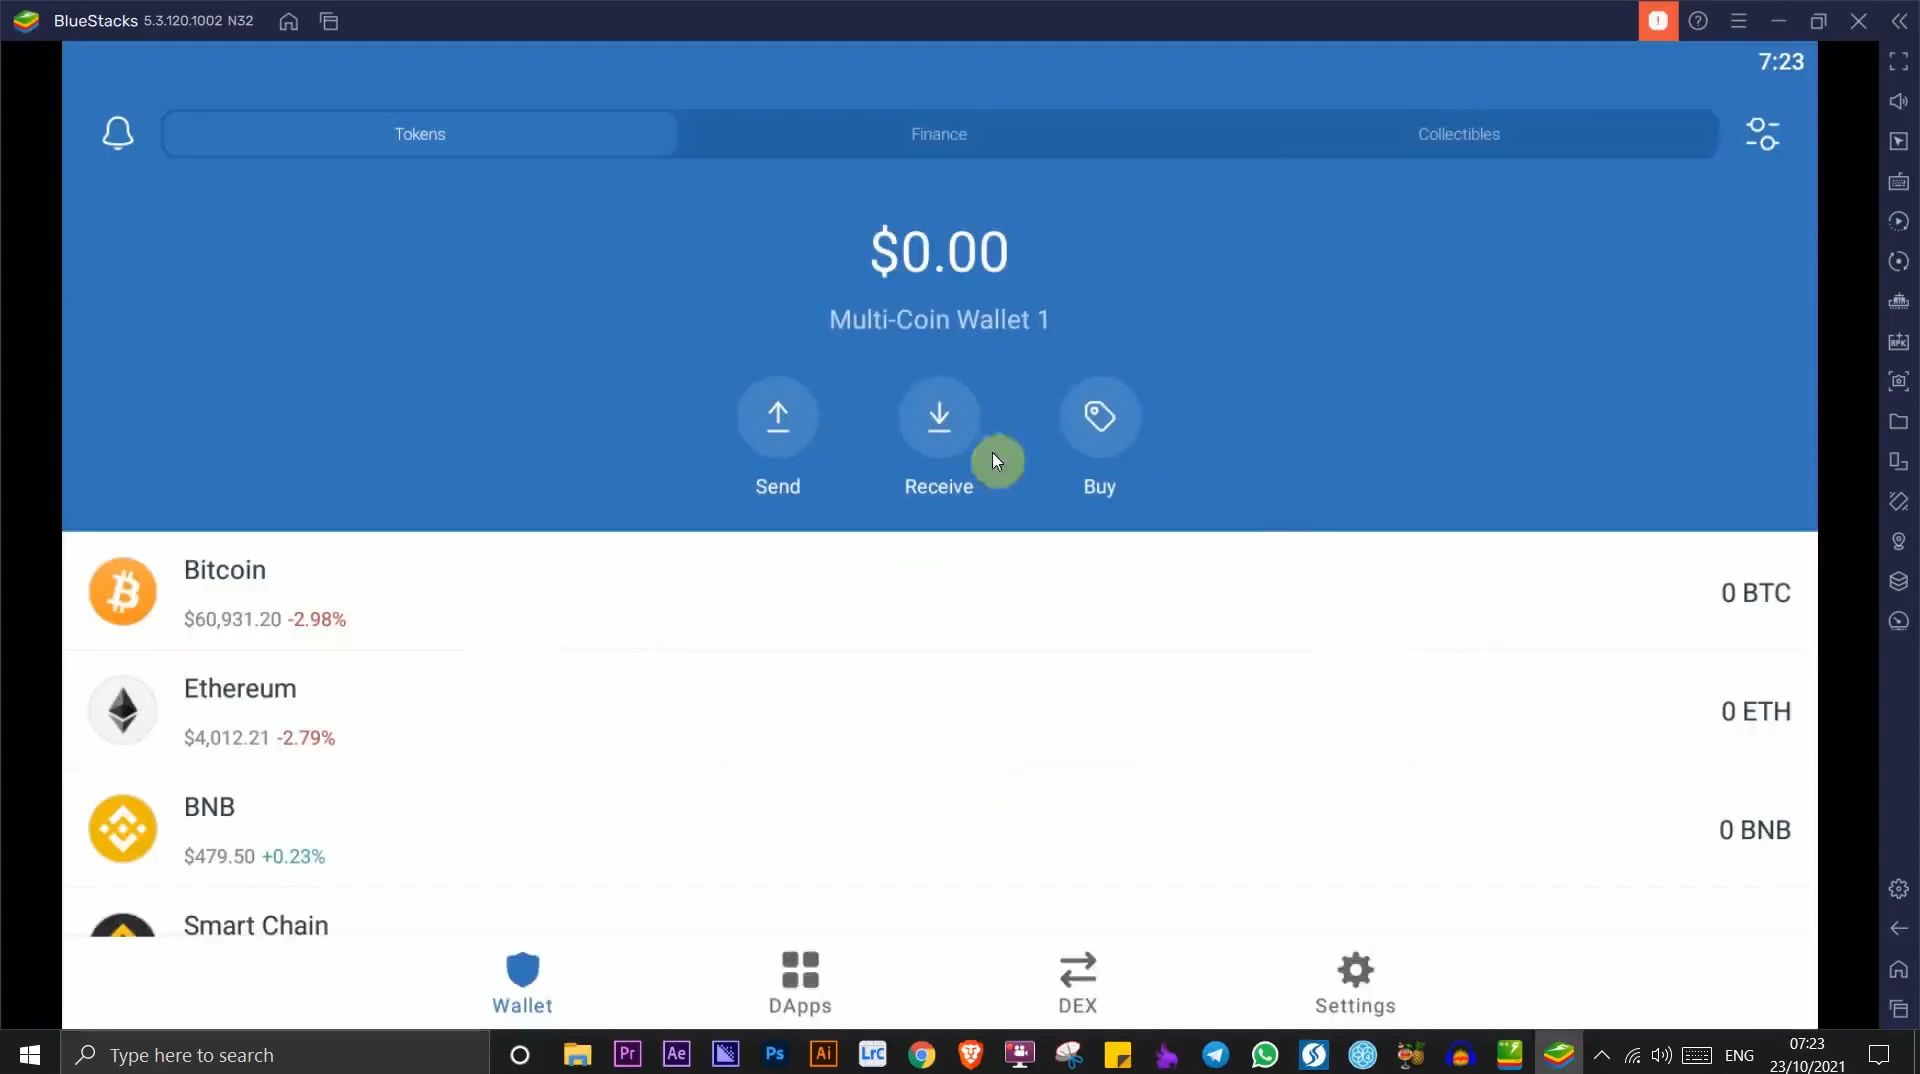 BlueStacks 5.3.120.1002 N32
7:23
Tokens
Finance
Collectibles
$0.00
Multi-Coin Wallet 1
Send
Receive
Buy
Bitcoin
$60,931.20 -2.98%
0 BTC
Ethereum
$4,012.21 -2.79%
0 ETH
BNB
$479.50 +0.23%
0 BNB
Smart Chain
Wallet
DApps
DEX
Settings
Type here to search
Pr
Ae
Ps
Ai
LrC
ENG
07:23
23/10/2021